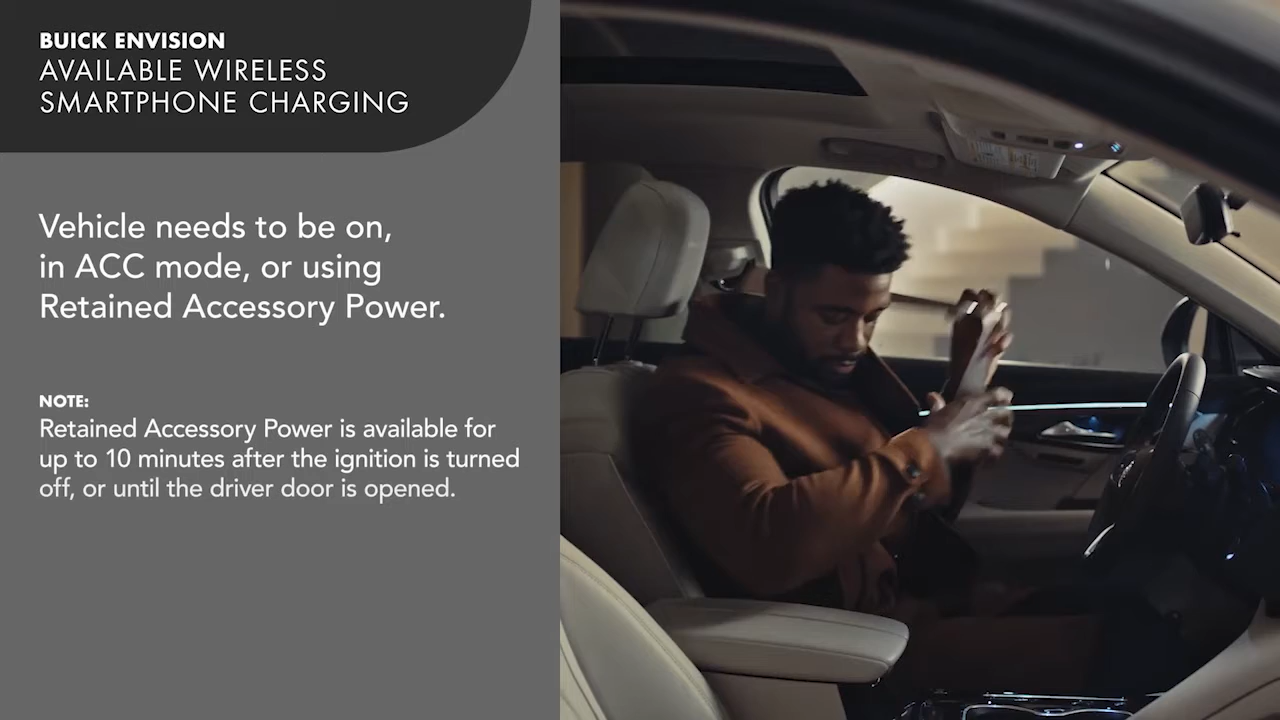 BUICK ENVISION
AVAILABLE WIRELESS
SMARTPHONE CHARGING
Vehicle needs to be on,
in ACC mode, or using
Retained Accessory Power.
NOTE:
Retained Accessory Power is available for
up to 10 minutes after the ignition is turned
off, or until the driver door is opened.